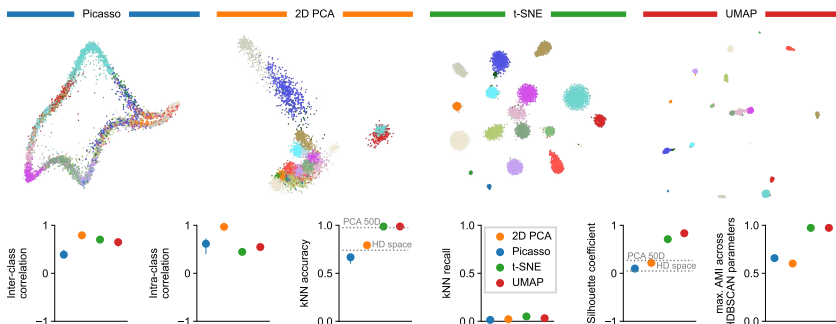 Picasso
2D PCA
t-SNE
UMAP
Inter-class
correlation
1
0
−1
Intra-class
correlation
1
0
−1
kNN accuracy
1.0
0.5
0.0
PCA 50D
HD space
kNN recall
1.0
0.5
0.0
2D PCA
Picasso
t-SNE
UMAP
Silhouette coefficient
1
0
−1
PCA 50D
HD space
max. AMI across
HDBSCAN parameters
1.0
0.5
0.0